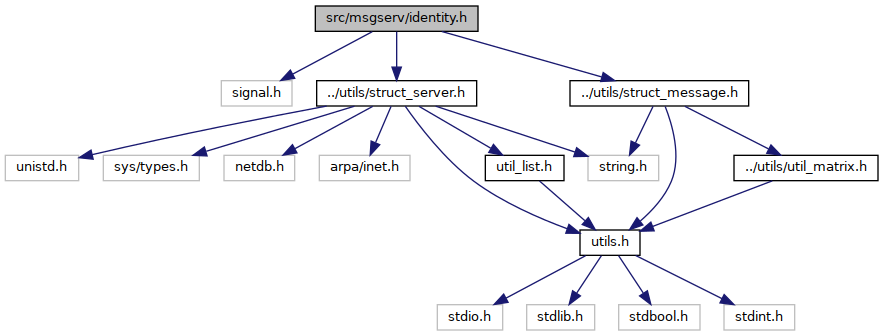 src/msgserv/identity.h
signal.h
../utils/struct_server.h
../utils/struct_message.h
unistd.h
sys/types.h
netdb.h
arpa/inet.h
util_list.h
string.h
../utils/util_matrix.h
utils.h
stdio.h
stdlib.h
stdbool.h
stdint.h